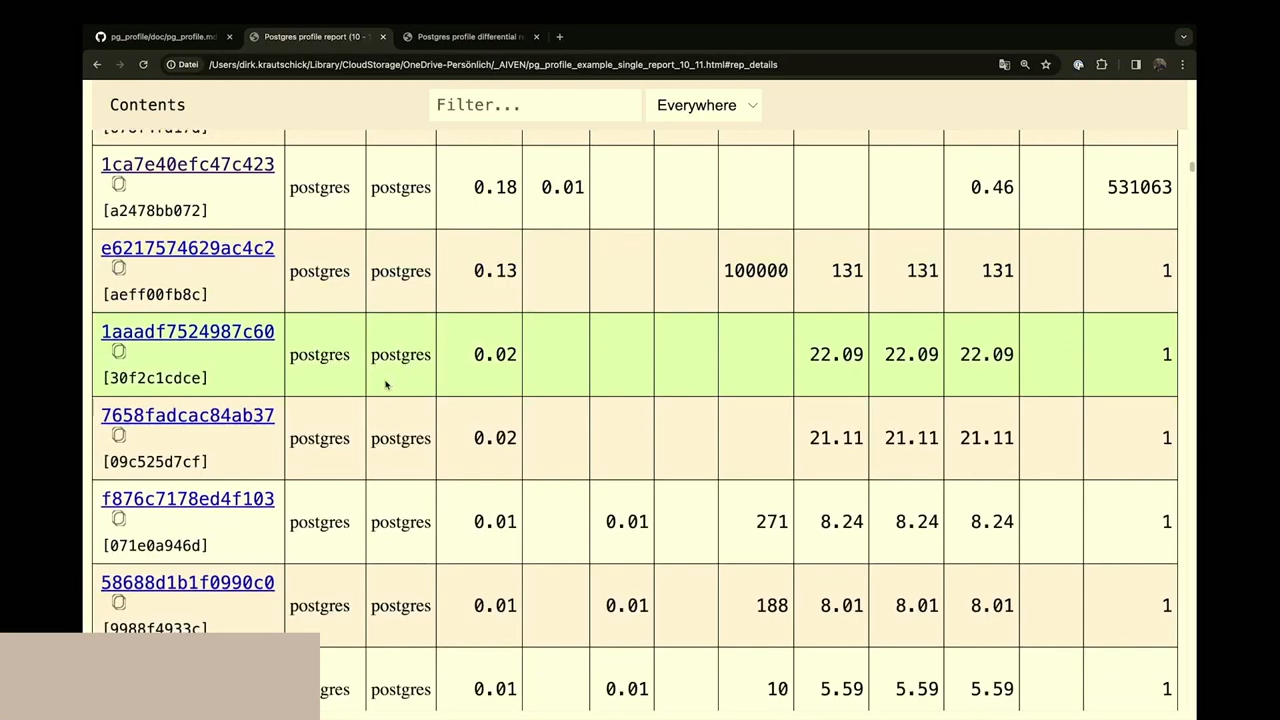 pg_profile/doc/pg_profile.md
Postgres profile report (10 -
Postgres profile differential
Datei
/Users/dirk.krautschick/Library/CloudStorage/OneDrive-Persönlich/_AIVEN/pg_profile_example_single_report_10_11.html#rep_details
Contents
Filter...
Everywhere
1ca7e40efc47c423
postgres postgres 0.18 0.01 0.46 531063
[a2478bb072]
e6217574629ac4c2
postgres postgres 0.13 100000 131 131 131 1
[aeff00fb8c]
1aaadf7524987c60
postgres postgres 0.02 22.09 22.09 22.09 1
[30f2c1cdce]
7658fadcac84ab37
postgres postgres 0.02 21.11 21.11 21.11 1
[09c525d7cf]
f876c7178ed4f103
postgres postgres 0.01 0.01 271 8.24 8.24 8.24 1
[071e0a946d]
58688d1b1f0990c0
postgres postgres 0.01 0.01 188 8.01 8.01 8.01 1
[9988f4933c]
gres postgres 0.01 0.01 10 5.59 5.59 5.59 1